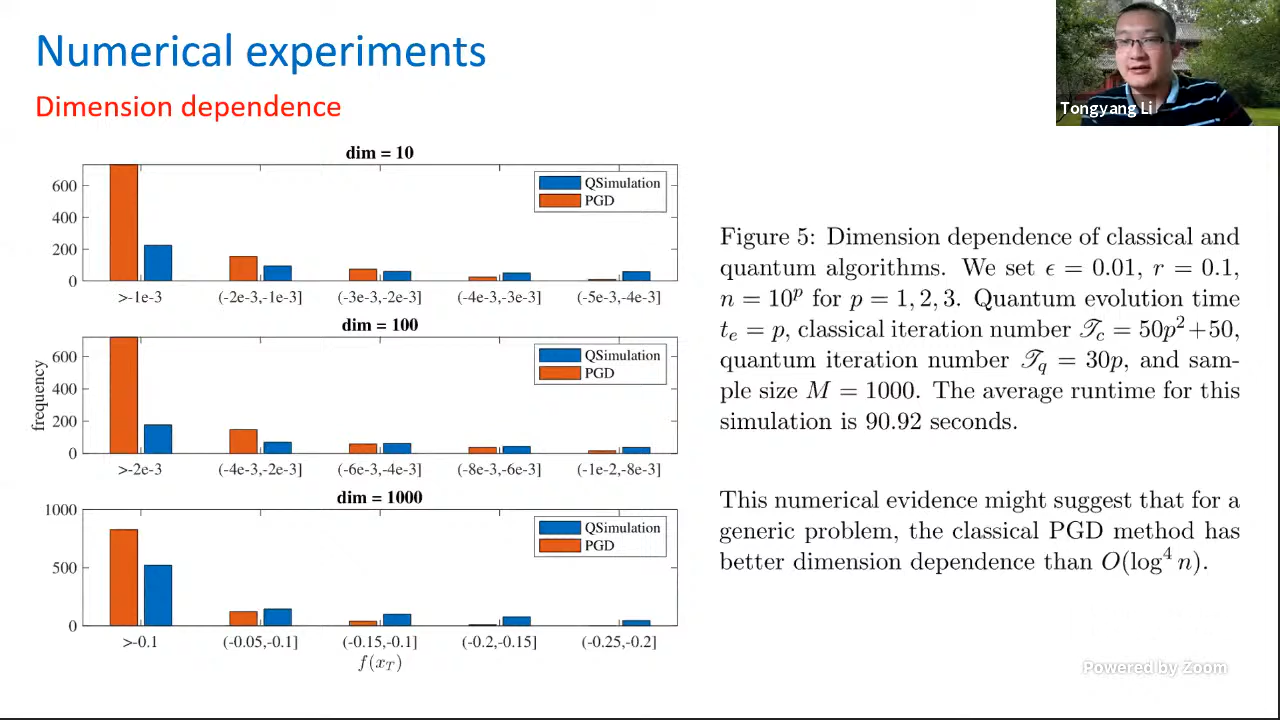 Numerical experiments
Tongyang Li
Dimension dependence
dim = 10
600
400
200
0
QSimulation
PGD
>-1e-3
(-2e-3,-1e-3]
(-3e-3,-2e-3]
(-4e-3,-3e-3]
(-5e-3,-4e-3]
dim = 100
600
400
200
0
QSimulation
PGD
frequency
>-2e-3
(-4e-3,-2e-3]
(-6e-3,-4e-3]
(-8e-3,-6e-3]
(-1e-2,-8e-3]
dim = 1000
1000
500
0
QSimulation
PGD
>-0.1
(-0.05,-0.1]
(-0.15,-0.1]
(-0.2,-0.15]
(-0.25,-0.2]
f(x_T)
Figure 5: Dimension dependence of classical and
quantum algorithms. We set ϵ = 0.01, r = 0.1,
n = 10^p for p = 1, 2, 3. Quantum evolution time
t_e = p, classical iteration number 𝒯_c = 50p^2+50,
quantum iteration number 𝒯_q = 30p, and sam-
ple size M = 1000. The average runtime for this
simulation is 90.92 seconds.
This numerical evidence might suggest that for a
generic problem, the classical PGD method has
better dimension dependence than O(log^4 n).
Powered by Zoom